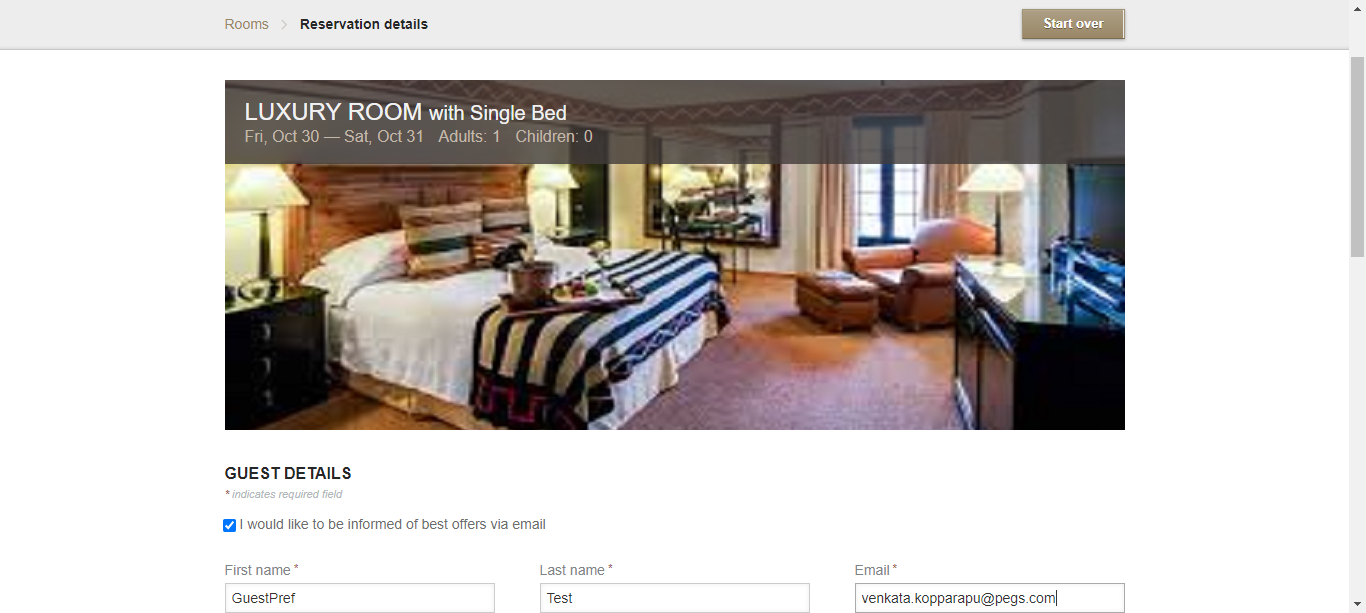 Rooms > Reservation details
Start over
LUXURY ROOM with Single Bed
Fri, Oct 30 — Sat, Oct 31 Adults: 1 Children: 0
GUEST DETAILS
* indicates required field
I would like to be informed of best offers via email
First name * Last name * Email *
GuestPref Test venkata.kopparapu@pegs.com